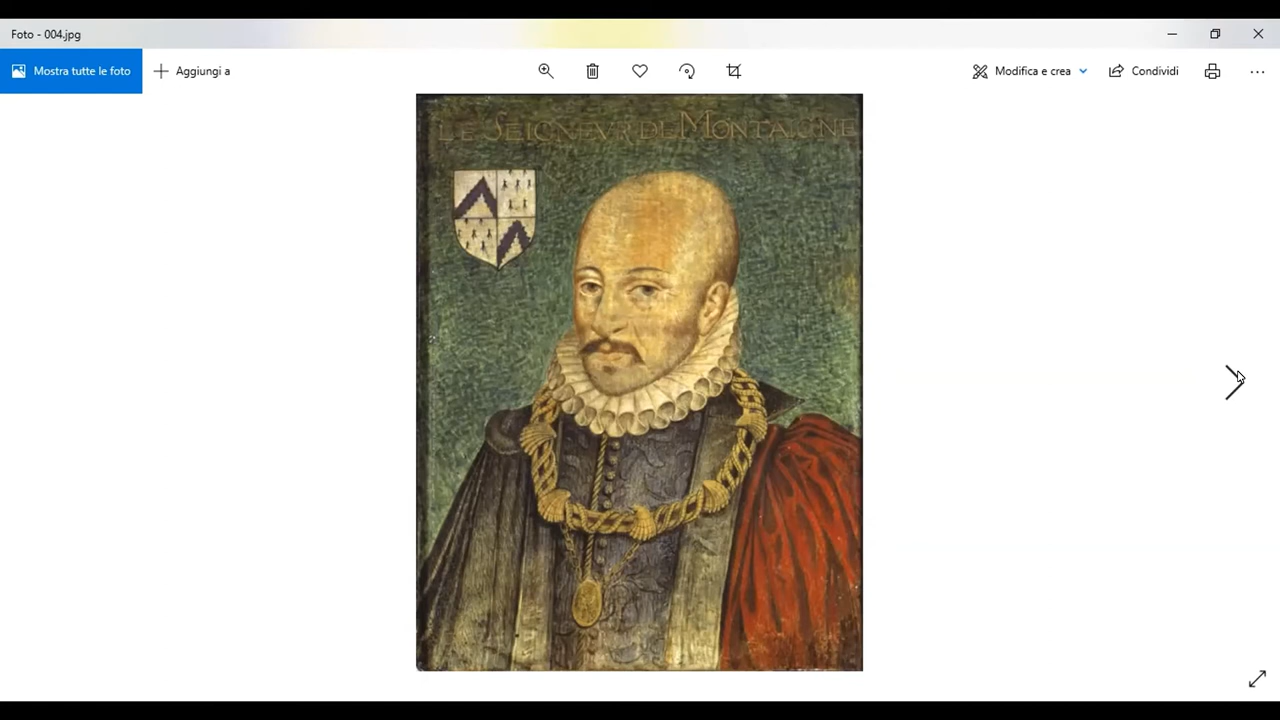 Foto - 004.jpg
Mostra tutte le foto
Aggiungi a
Modifica e crea
Condividi
LE SEIGNEVR DE MONTAIGNE